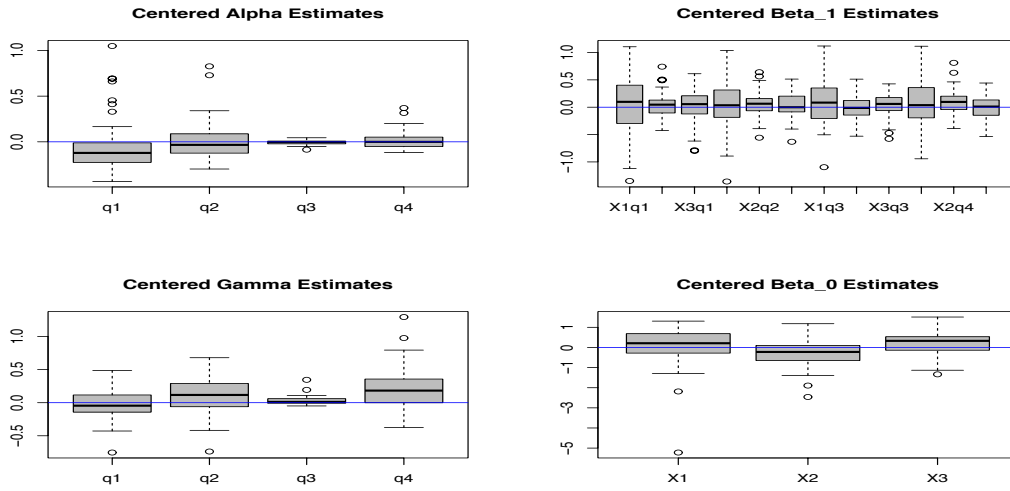 Centered Alpha Estimates
1.0
0.5
0.0
q1 q2 q3 q4
Centered Beta_1 Estimates
1.0
0.0
−1.0
X1q1 X3q1 X2q2 X1q3 X3q3 X2q4
Centered Gamma Estimates
1.0
0.5
0.0
−0.5
q1 q2 q3 q4
Centered Beta_0 Estimates
1
0
−1
−3
−5
X1 X2 X3